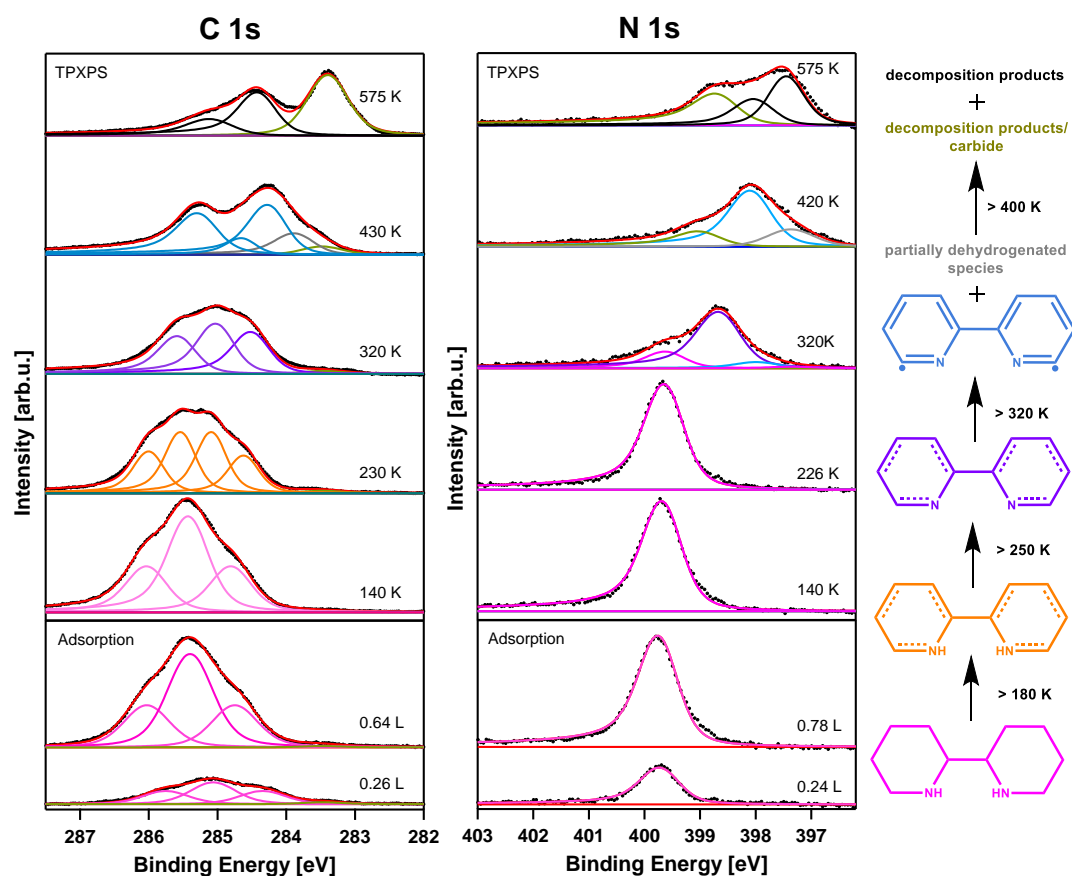 C 1s
N 1s
TPXPS
575 K
430 K
320 K
230 K
140 K
Adsorption
0.64 L
0.26 L
Intensity [arb.u.]
287
286
285
284
283
282
Binding Energy [eV]
TPXPS
575 K
420 K
320K
226 K
140 K
Adsorption
0.78 L
0.24 L
Intensity [arb.u.]
403
402
401
400
399
398
397
Binding Energy [eV]
decomposition products
+
decomposition products/
carbide
> 400 K
partially dehydrogenated
species
+
N
N
> 320 K
N
N
> 250 K
NH
HN
> 180 K
NH
HN